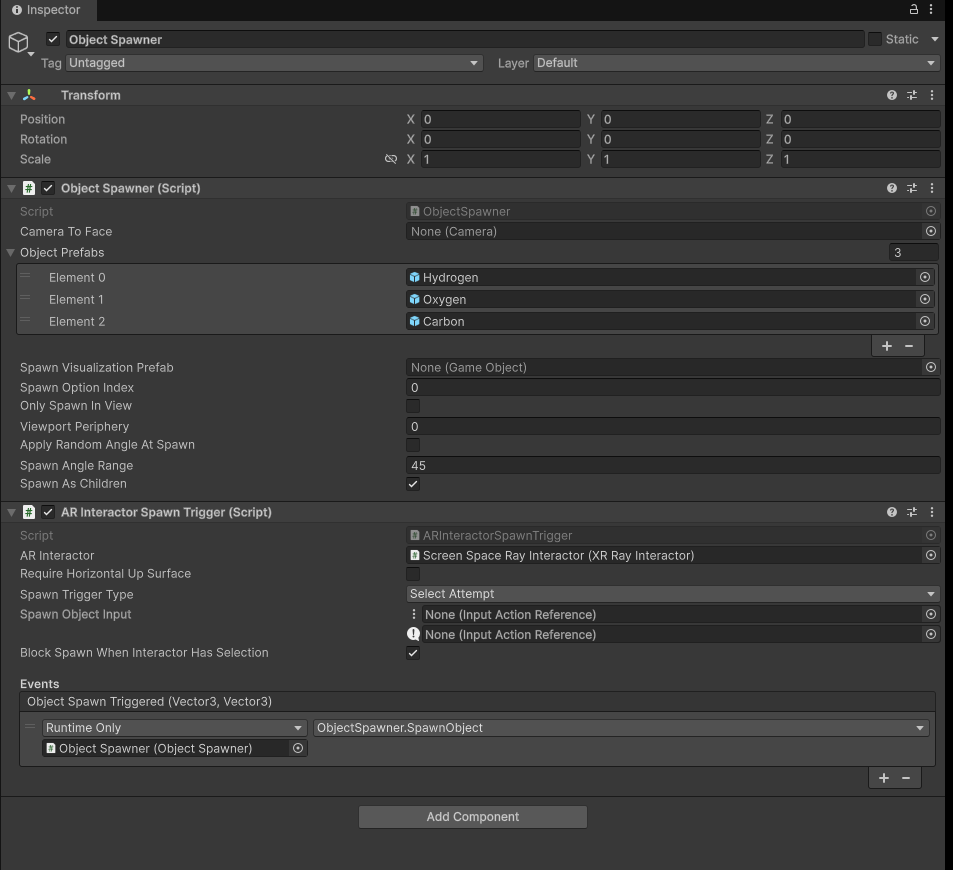 Inspector
Object Spawner Static
Tag Untagged Layer Default
Transform
Position X 0 Y 0 Z 0
Rotation X 0 Y 0 Z 0
Scale X 1 Y 1 Z 1
# Object Spawner (Script)
Script # ObjectSpawner
Camera To Face None (Camera)
Object Prefabs 3
Element 0 Hydrogen
Element 1 Oxygen
Element 2 Carbon
+ −
Spawn Visualization Prefab None (Game Object)
Spawn Option Index 0
Only Spawn In View
Viewport Periphery 0
Apply Random Angle At Spawn
Spawn Angle Range 45
Spawn As Children
# AR Interactor Spawn Trigger (Script)
Script # ARInteractorSpawnTrigger
AR Interactor # Screen Space Ray Interactor (XR Ray Interactor)
Require Horizontal Up Surface
Spawn Trigger Type Select Attempt
Spawn Object Input None (Input Action Reference)
None (Input Action Reference)
Block Spawn When Interactor Has Selection
Events
Object Spawn Triggered (Vector3, Vector3)
Runtime Only ObjectSpawner.SpawnObject
# Object Spawner (Object Spawner)
+ −
Add Component